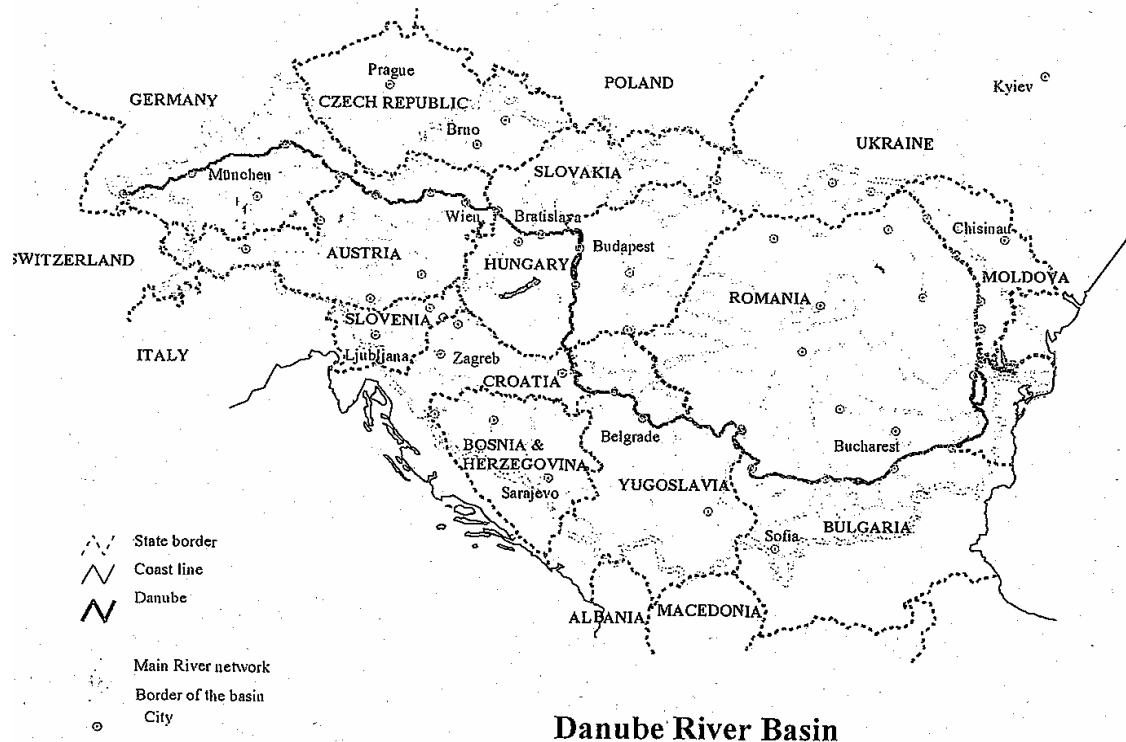 Prague
POLAND
Kyiev
GERMANY
CZECH REPUBLIC
Brno
UKRAINE
München
SLOVAKIA
Wien
Bratislava
Chisinau
SWITZERLAND
AUSTRIA
HUNGARY
Budapest
MOLDOVA
ROMANIA
SLOVENIA
ITALY
Ljubljana
Zagreb
CROATIA
Belgrade
Bucharest
BOSNIA &
HERZEGOVINA
Sarajevo
YUGOSLAVIA
BULGARIA
Sofia
State border
Coast line
Danube
ALBANIA
MACEDONIA
Main River network
Border of the basin
City
Danube River Basin